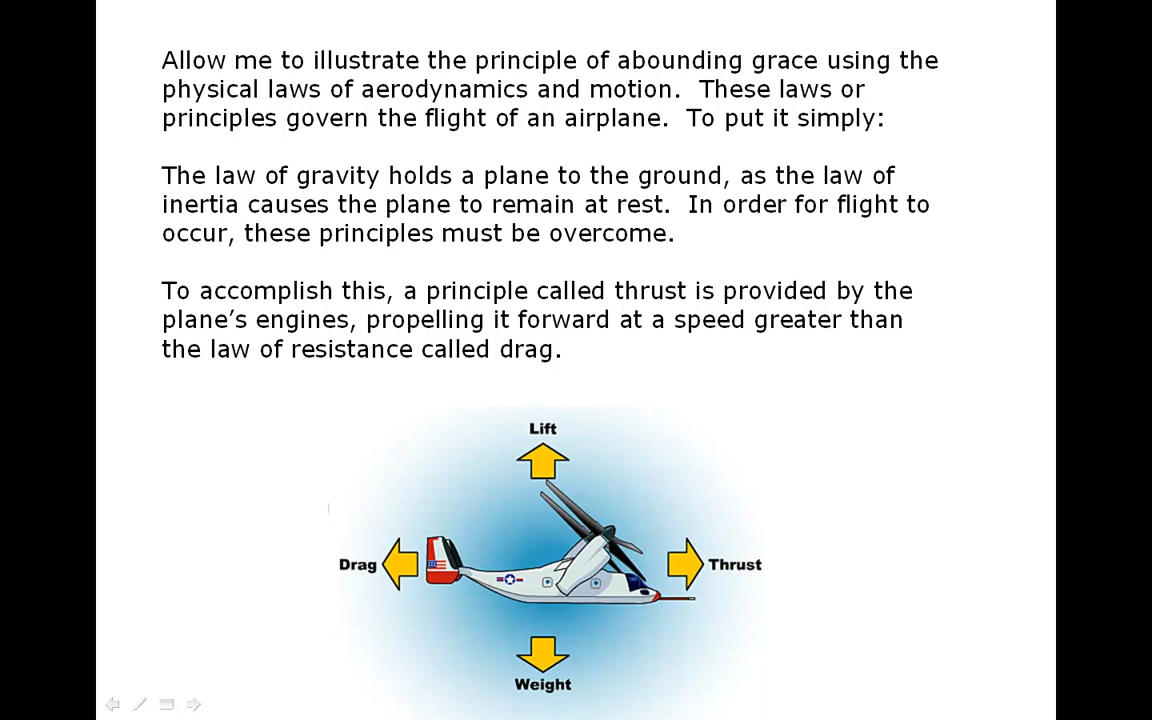 Allow me to illustrate the principle of abounding grace using the
physical laws of aerodynamics and motion.  These laws or
principles govern the flight of an airplane.  To put it simply:
The law of gravity holds a plane to the ground, as the law of
inertia causes the plane to remain at rest.  In order for flight to
occur, these principles must be overcome.
To accomplish this, a principle called thrust is provided by the
plane’s engines, propelling it forward at a speed greater than
the law of resistance called drag.
Lift
Drag
Thrust
Weight